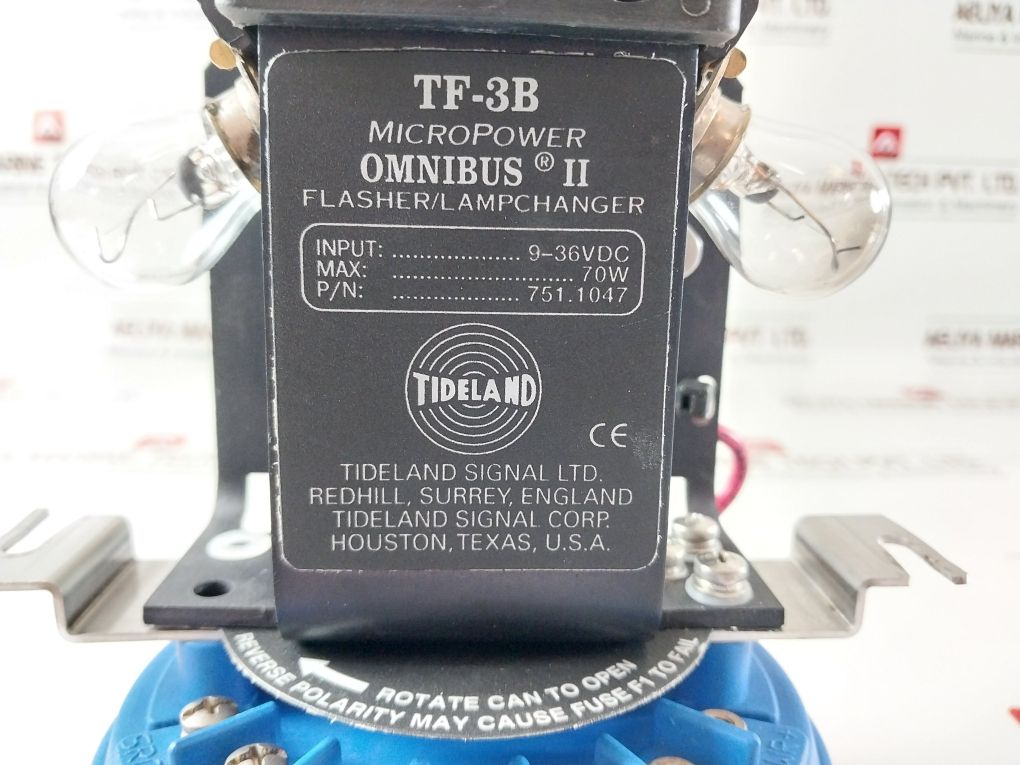 TF-3B
MICROPOWER
OMNIBUS ® II
FLASHER/LAMPCHANGER
INPUT: .................... 9-36VDC
MAX: ............................ 70W
P/N: .................... 751.1047
TIDELAND
CE
TIDELAND SIGNAL LTD.
REDHILL, SURREY, ENGLAND
TIDELAND SIGNAL CORP.
HOUSTON, TEXAS, U.S.A.
ROTATE CAN TO OPEN
REVERSE POLARITY MAY CAUSE FUSE F1 TO FAIL